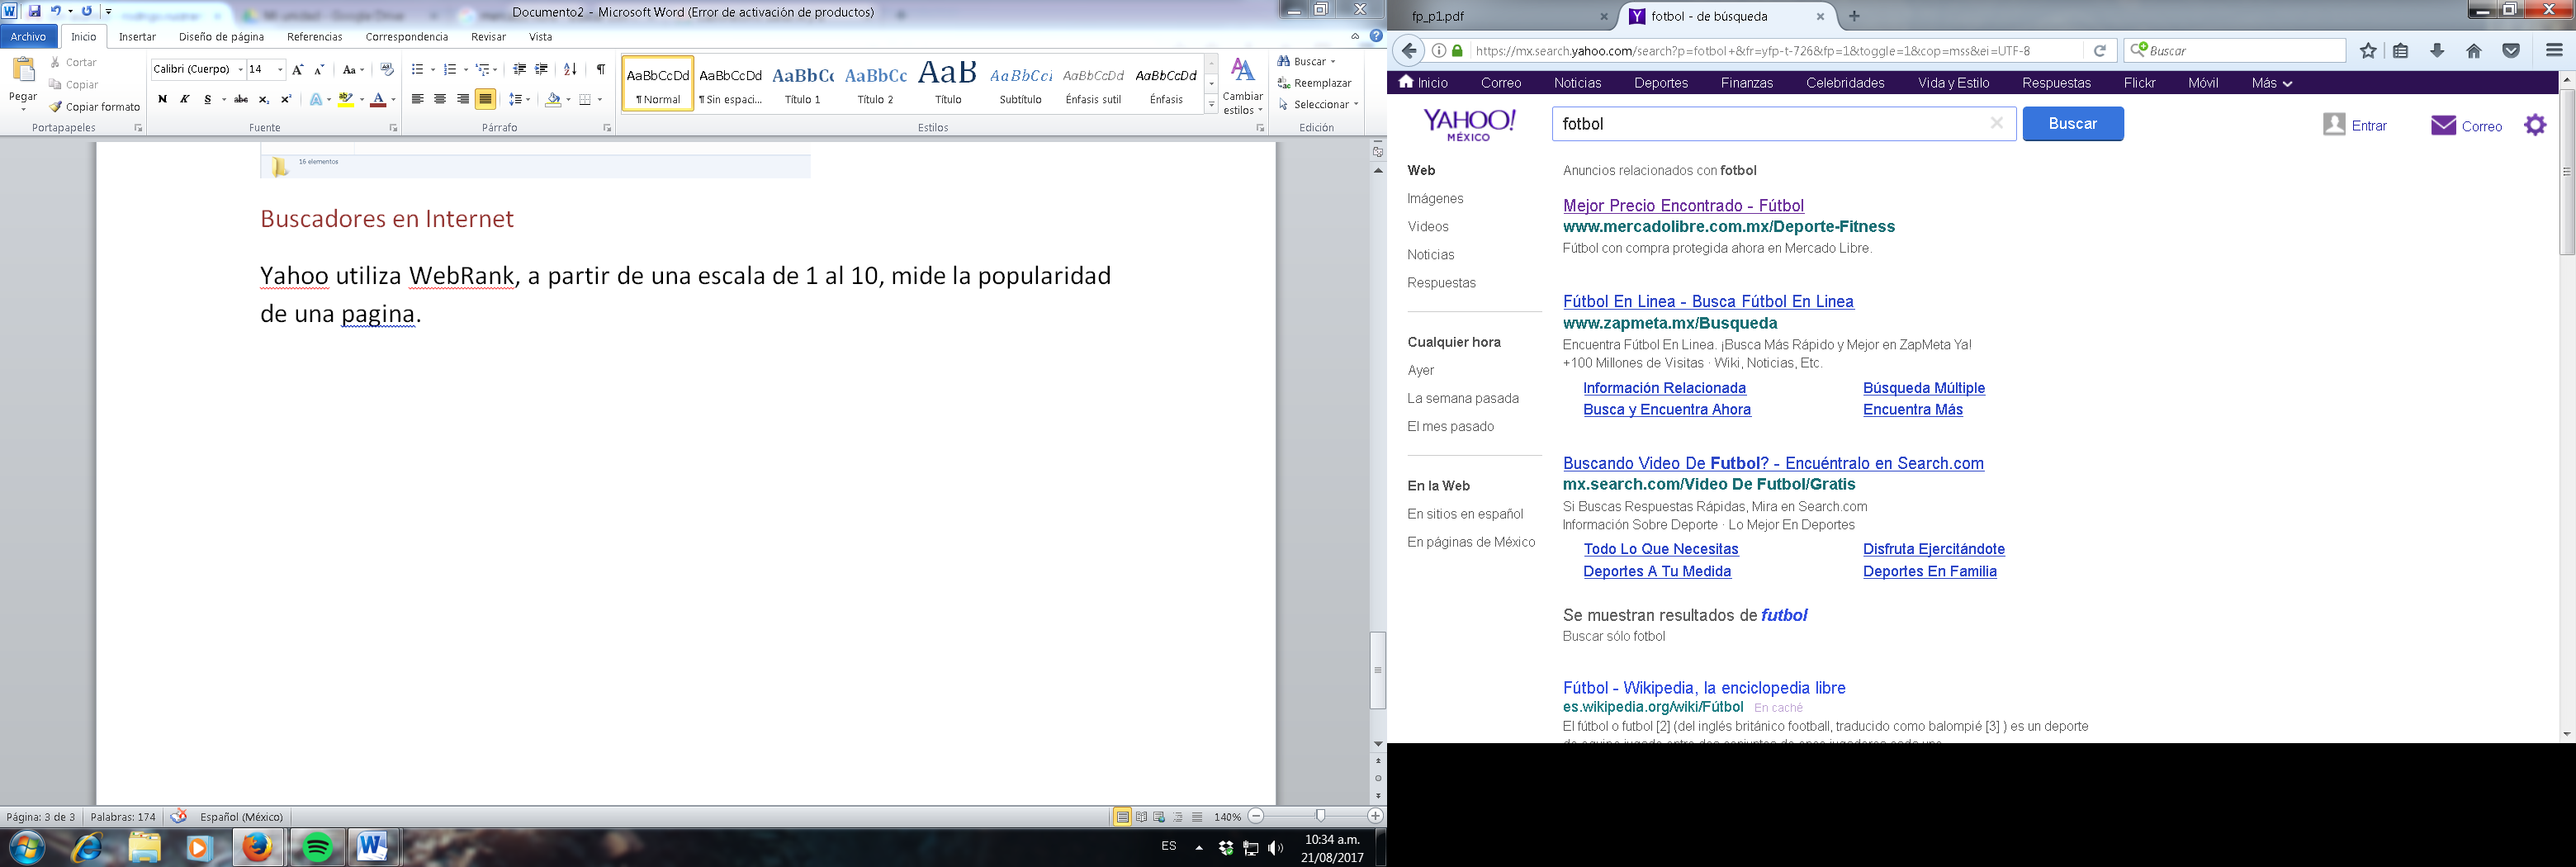 Documento2 - Microsoft Word (Error de activación de productos)
Archivo Inicio Insertar Diseño de página Referencias Correspondencia Revisar Vista
Pegar
Cortar
Copiar
Copiar formato
Portapapeles
Calibri (Cuerpo) 14
N K S abc x₂ x²
Fuente
Párrafo
AaBbCcDd AaBbCcDd AaBbCc AaBbCc AaB AaBbCcI AaBbCcDd AaBbCcDd
¶ Normal ¶ Sin espaci... Título 1 Título 2 Título Subtítulo Énfasis sutil Énfasis
Cambiar
estilos
Estilos
Buscar
Reemplazar
Seleccionar
Edición
16 elementos
Buscadores en Internet
Yahoo utiliza WebRank, a partir de una escala de 1 al 10, mide la popularidad
de una pagina.
Página: 3 de 3 Palabras: 174 Español (México) 140%
ES
10:34 a.m.
21/08/2017
fp_p1.pdf
fotbol - de búsqueda
https://mx.search.yahoo.com/search?p=fotbol+&fr=yfp-t-726&fp=1&toggle=1&cop=mss&ei=UTF-8
Buscar
Inicio Correo Noticias Deportes Finanzas Celebridades Vida y Estilo Respuestas Flickr Móvil Más
YAHOO!
MÉXICO
fotbol
Buscar
Entrar
Correo
Web
Imágenes
Videos
Noticias
Respuestas
Cualquier hora
Ayer
La semana pasada
El mes pasado
En la Web
En sitios en español
En páginas de México
Anuncios relacionados con fotbol
Mejor Precio Encontrado - Fútbol
www.mercadolibre.com.mx/Deporte-Fitness
Fútbol con compra protegida ahora en Mercado Libre.
Fútbol En Linea - Busca Fútbol En Linea
www.zapmeta.mx/Busqueda
Encuentra Fútbol En Linea. ¡Busca Más Rápido y Mejor en ZapMeta Ya!
+100 Millones de Visitas · Wiki, Noticias, Etc.
Información Relacionada Búsqueda Múltiple
Busca y Encuentra Ahora Encuentra Más
Buscando Video De Futbol? - Encuéntralo en Search.com
mx.search.com/Video De Futbol/Gratis
Si Buscas Respuestas Rápidas, Mira en Search.com
Información Sobre Deporte · Lo Mejor En Deportes
Todo Lo Que Necesitas Disfruta Ejercitándote
Deportes A Tu Medida Deportes En Familia
Se muestran resultados de futbol
Buscar sólo fotbol
Fútbol - Wikipedia, la enciclopedia libre
es.wikipedia.org/wiki/Fútbol En caché
El fútbol o futbol [2] (del inglés británico football, traducido como balompié [3] ) es un deporte